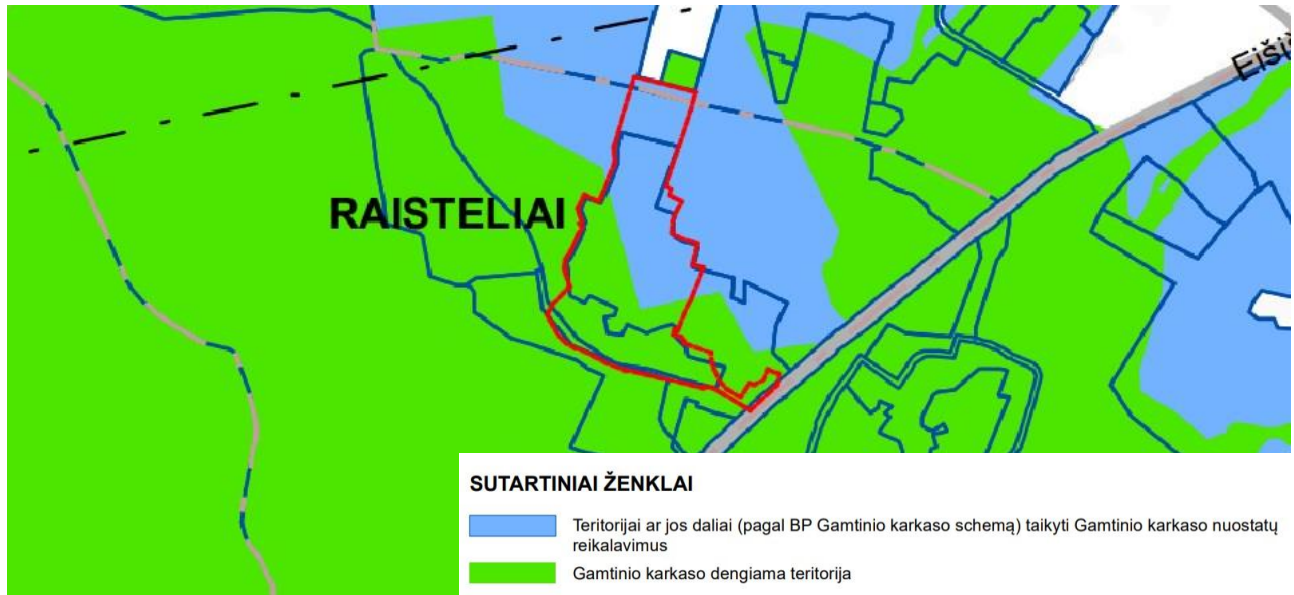 Eišiš
RAISTELIAI
SUTARTINIAI ŽENKLAI
Teritorijai ar jos daliai (pagal BP Gamtinio karkaso schemą) taikyti Gamtinio karkaso nuostatų
reikalavimus
Gamtinio karkaso dengiama teritorija